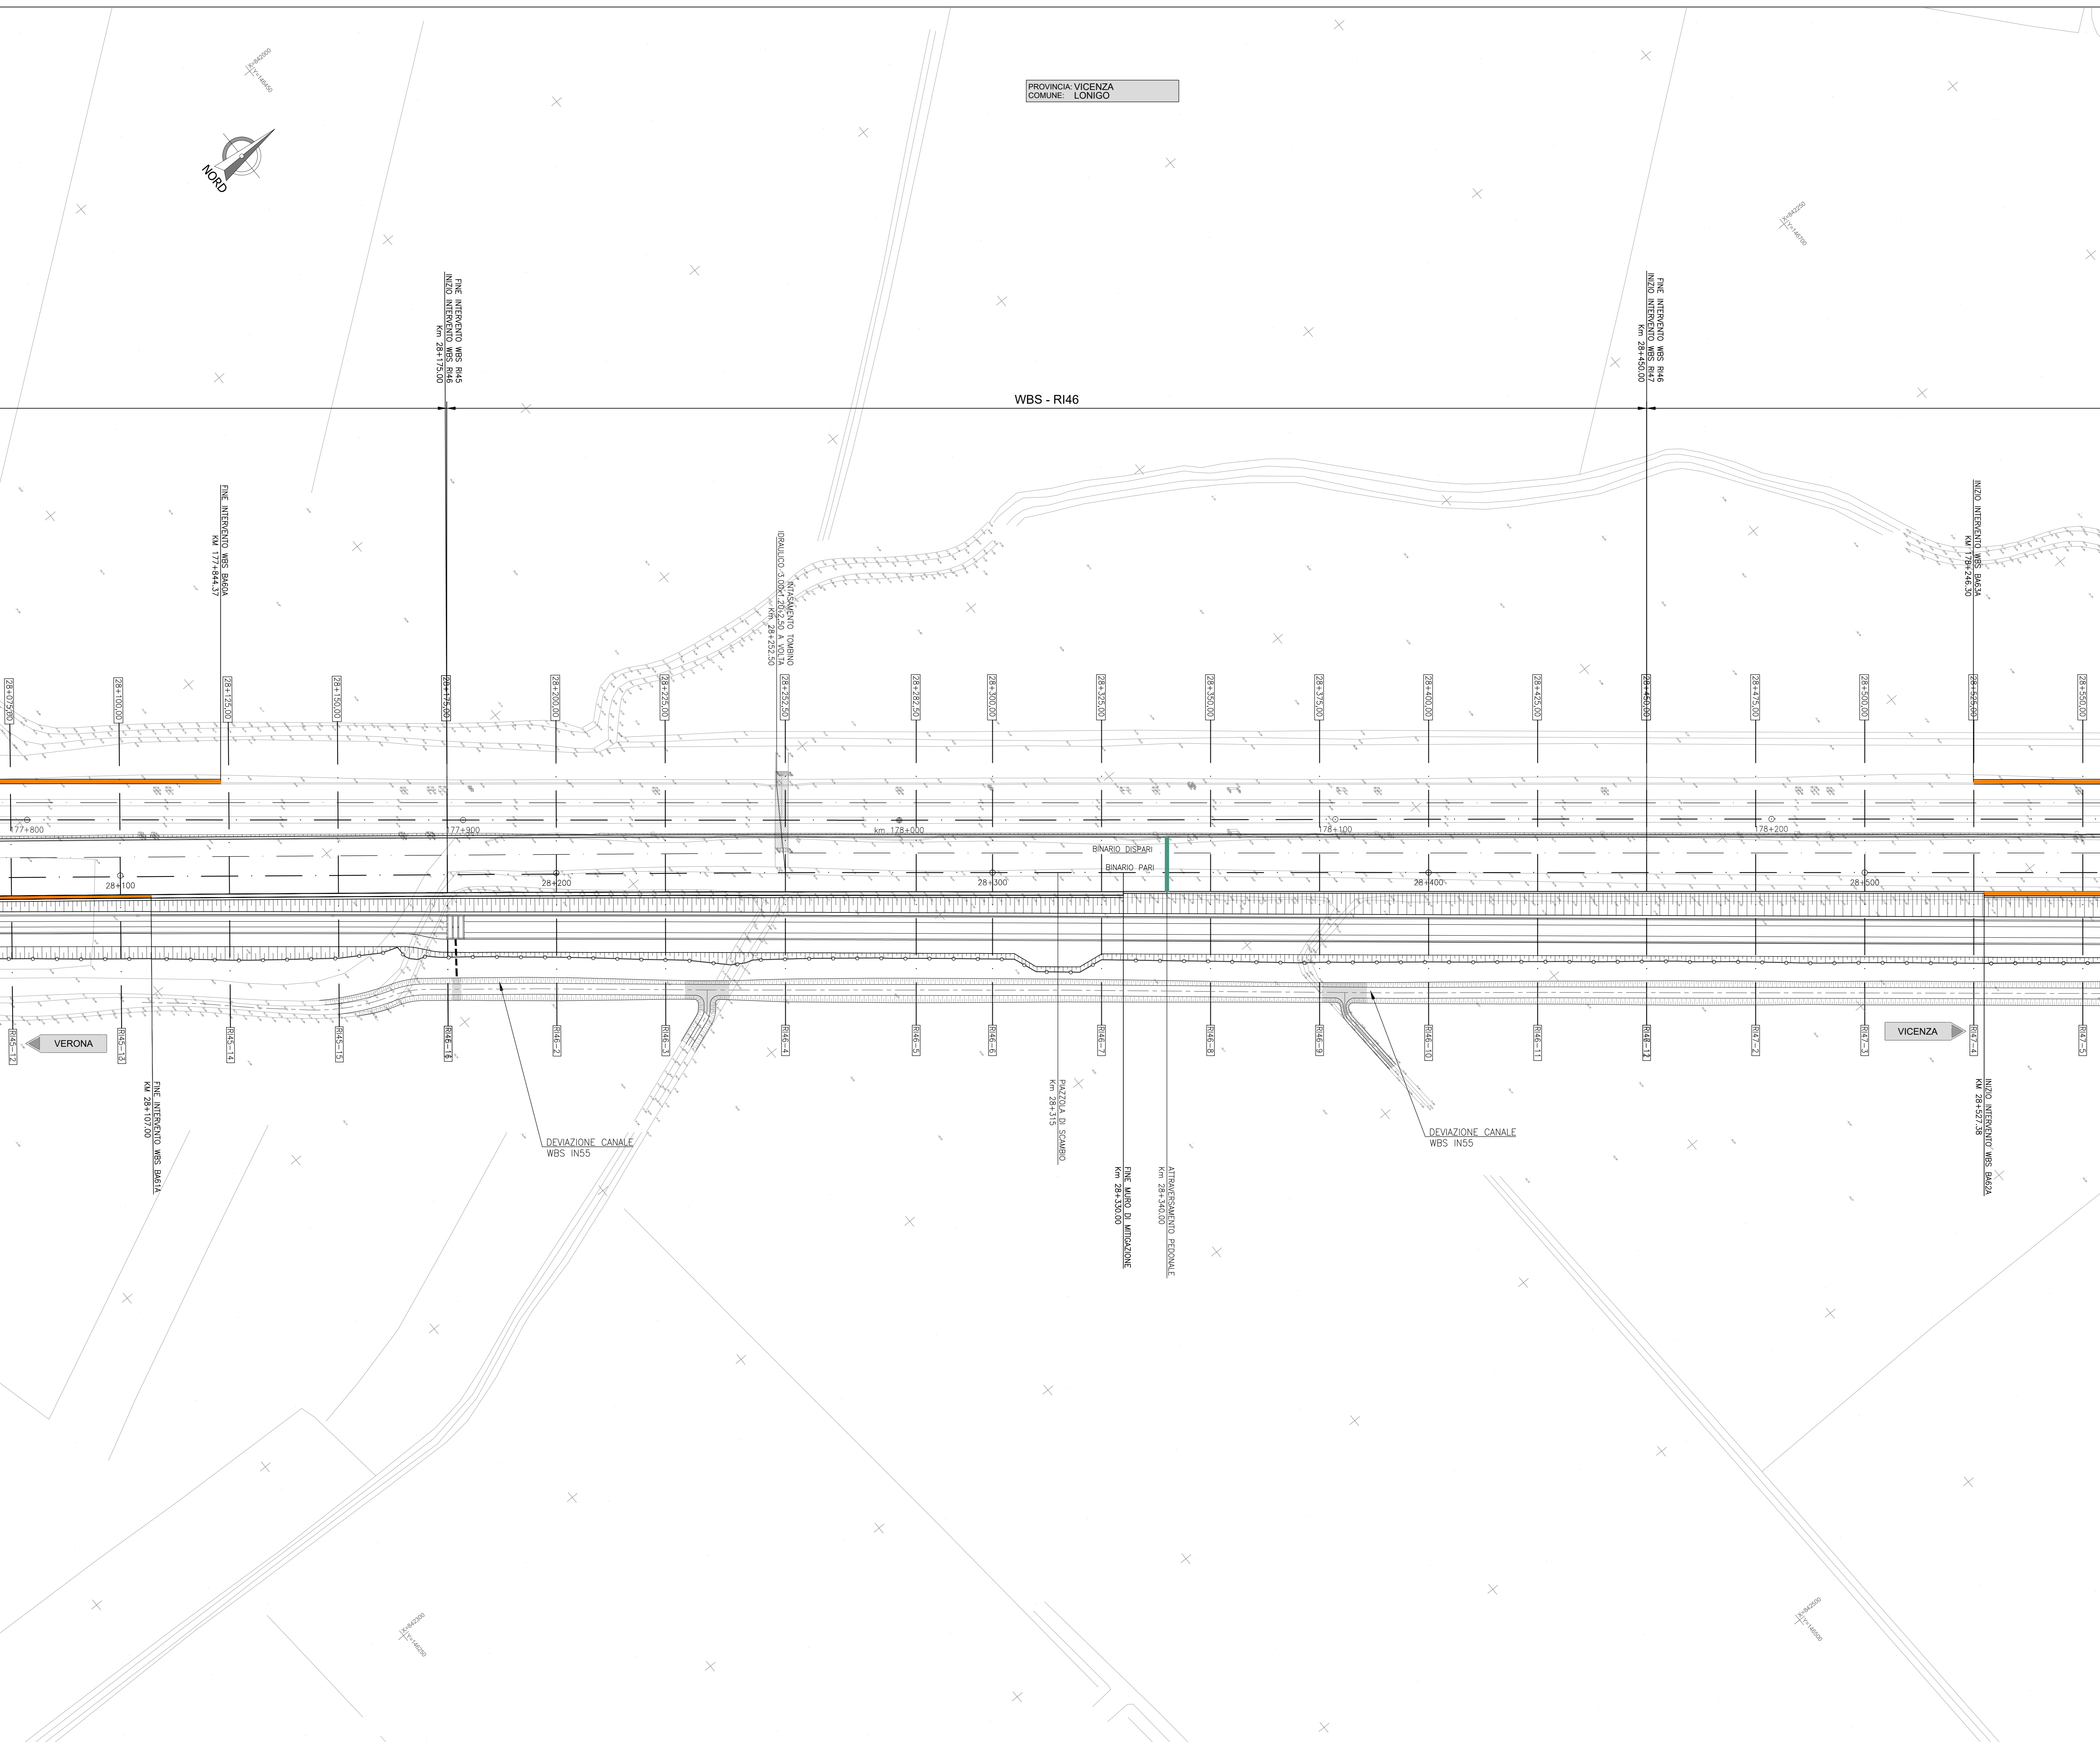 X=842000
Y=146450
NORD
PROVINCIA: VICENZA
COMUNE: LONIGO
X=842250
Y=146700
FINE INTERVENTO WBS RI45
INIZIO INTERVENTO WBS RI46
Km 28+175.00
FINE INTERVENTO WBS RI46
INIZIO INTERVENTO WBS RI47
Km 28+450.00
WBS - RI46
FINE INTERVENTO WBS BA60A
KM 177+844.37
INTASAMENTO TOMBINO
IDRAULICO 3.00x1.20+2.50 A VOLTA
Km 28+252.50
INIZIO INTERVENTO WBS BA63A
KM 178+246.30
28+075,00
28+100,00
28+125,00
28+150,00
28+175,00
28+200,00
28+225,00
28+252,50
28+282,50
28+300,00
28+325,00
28+350,00
28+375,00
28+400,00
28+425,00
28+450,00
28+475,00
28+500,00
28+525,00
28+550,00
177+800
177+900
km 178+000
178+100
178+200
BINARIO DISPARI
BINARIO PARI
28+100
28+200
28+300
28+400
28+500
RI45-12
RI45-13
RI45-14
RI45-15
RI46-2
RI46-3
RI46-4
RI46-5
RI46-6
RI46-7
RI46-8
RI46-9
RI46-10
RI46-11
RI47-2
RI47-3
RI47-4
RI47-5
VERONA
VICENZA
FINE INTERVENTO WBS BA61A
KM 28+107.00
DEVIAZIONE CANALE
WBS IN55
PIAZZOLA DI SCAMBIO
Km 28+315
FINE MURO DI MITIGAZIONE
Km 28+330.00
ATTRAVERSAMENTO PEDONALE
Km 28+340.00
DEVIAZIONE CANALE
WBS IN55
INIZIO INTERVENTO WBS BA62A
KM 28+527.38
X=842300
Y=146250
X=842500
Y=146500